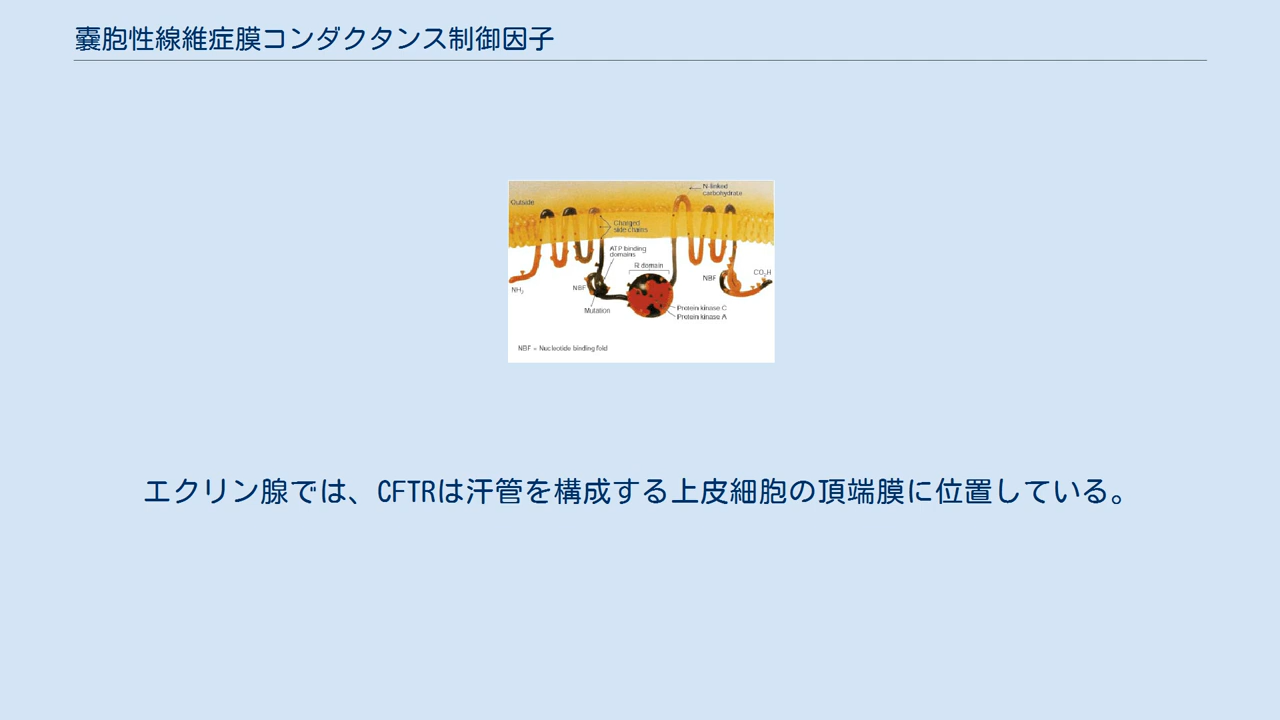 嚢胞性線維症膜コンダクタンス制御因子
N-linked
carbohydrate
Outside
Charged
side chains
ATP binding
domains
R domain
NBF
NBF
CO₂H
NH₂
Mutation
Protein kinase C
Protein kinase A
NBF = Nucleotide binding fold
エクリン腺では、CFTRは汗管を構成する上皮細胞の頂端膜に位置している。